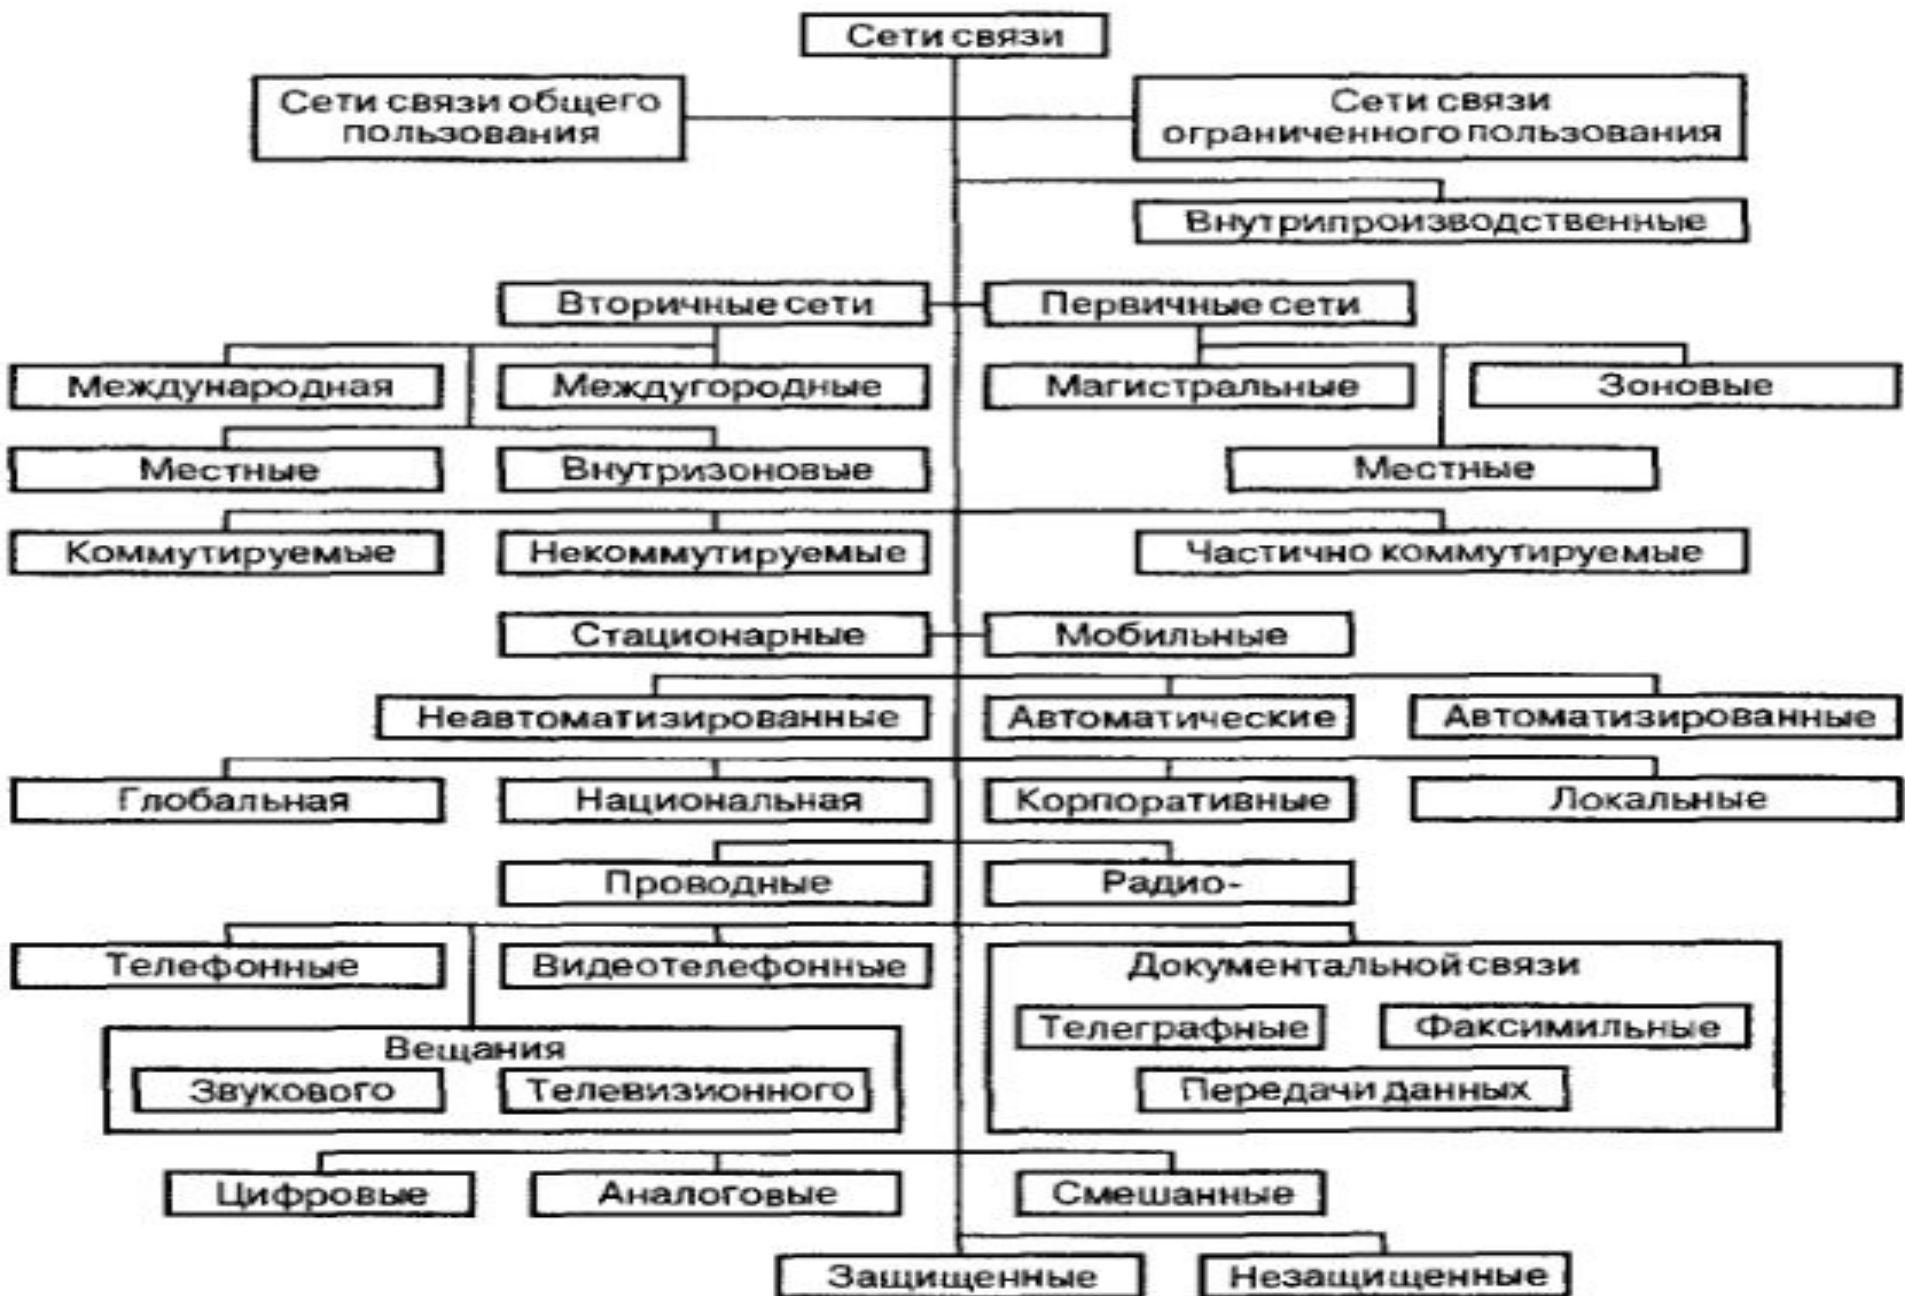 Сети связи
Сети связи общего
пользования
Сети связи
ограниченного пользования
Внутрипроизводственные
Вторичные сети
Первичные сети
Международная
Междугородные
Магистральные
Зоновые
Местные
Внутризоновые
Местные
Коммутируемые
Некоммутируемые
Частично коммутируемые
Стационарные
Мобильные
Неавтоматизированные
Автоматические
Автоматизированные
Глобальная
Национальная
Корпоративные
Локальные
Проводные
Радио-
Телефонные
Видеотелефонные
Документальной связи
Телеграфные
Факсимильные
Передачи данных
Вещания
Звукового
Телевизионного
Цифровые
Аналоговые
Смешанные
Защищенные
Незащищенные